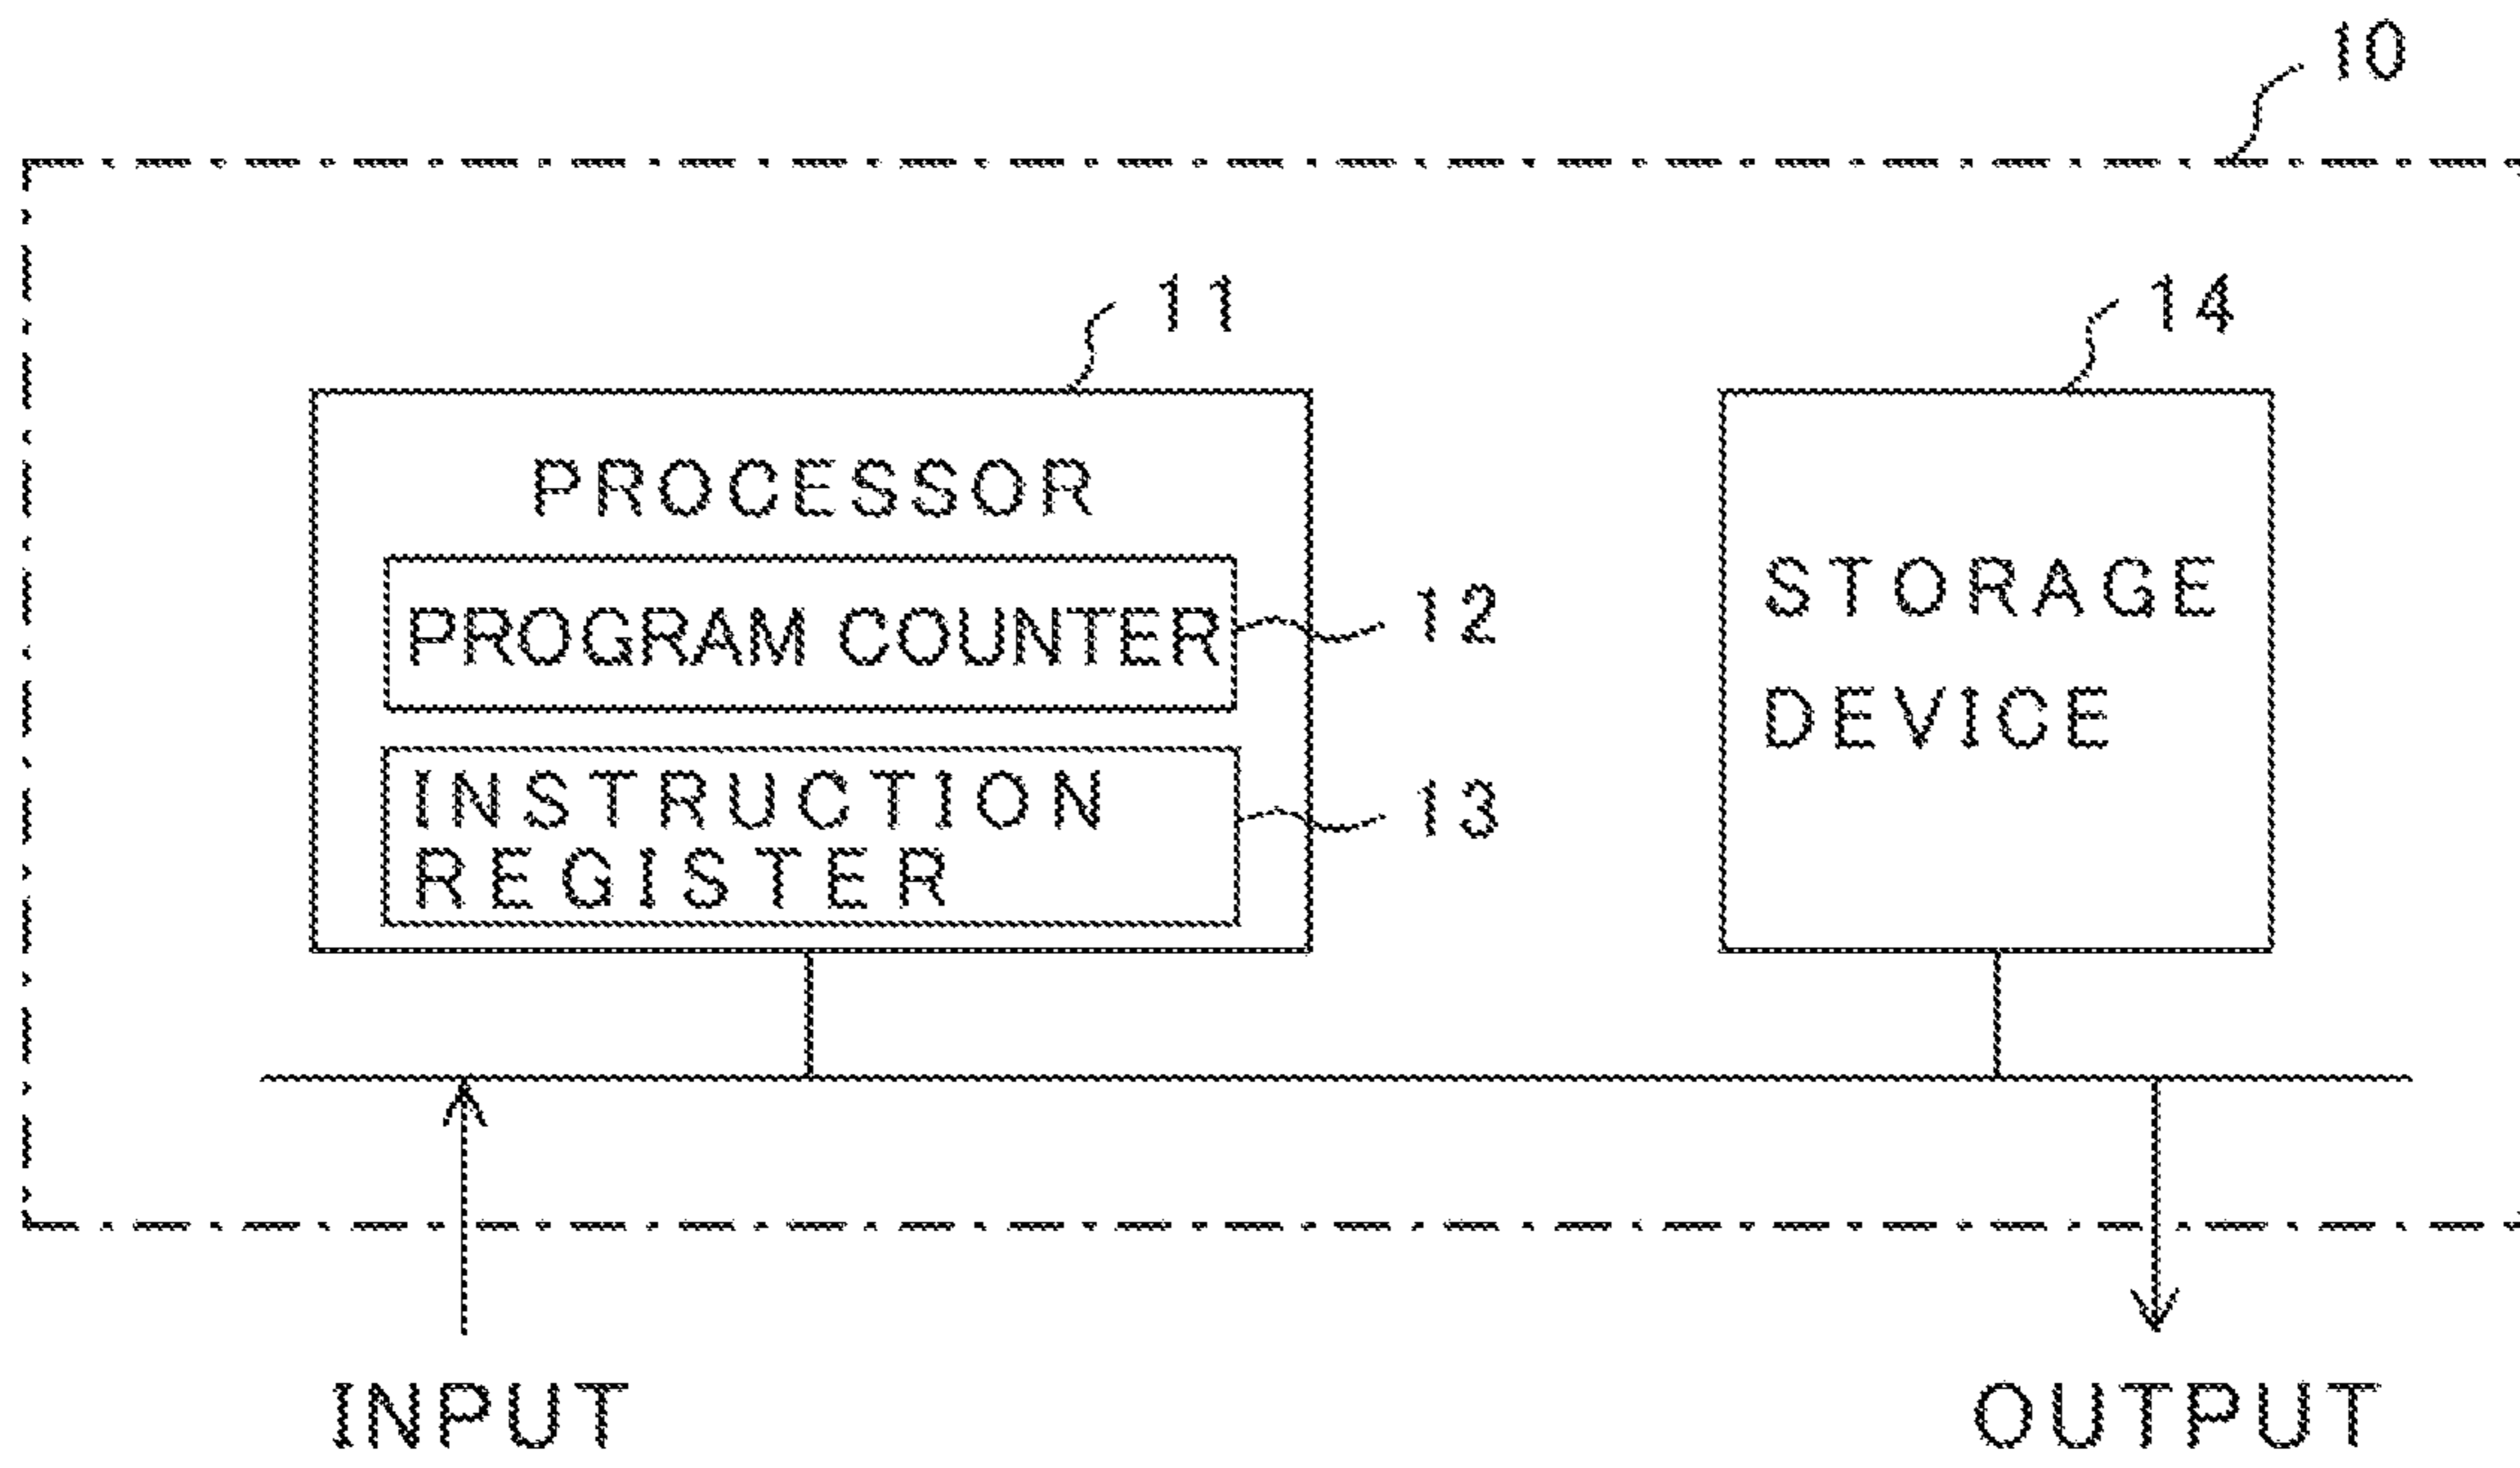 10
11
14
PROCESSOR
PROGRAM COUNTER
12
INSTRUCTION
REGISTER
13
STORAGE
DEVICE
INPUT
OUTPUT